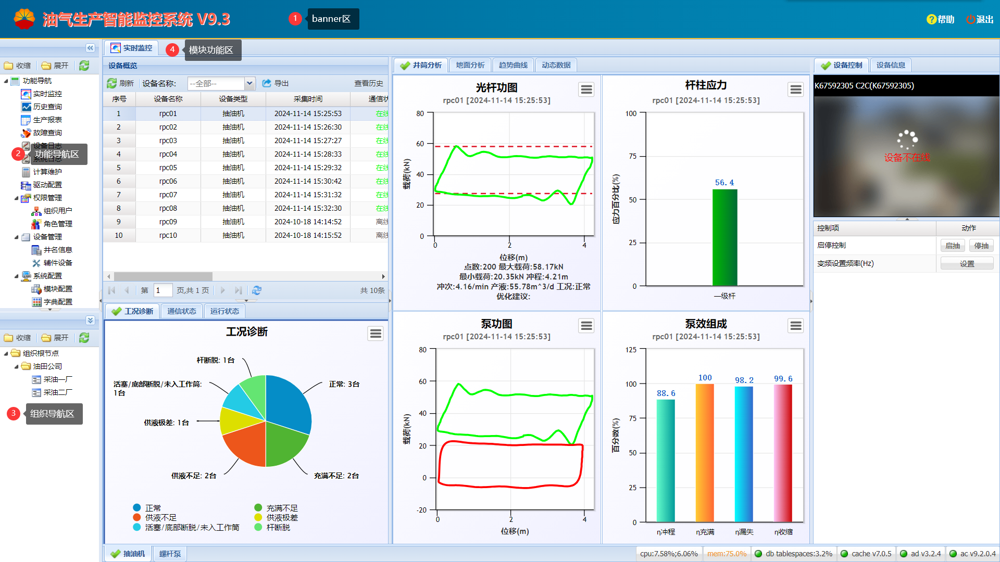 油气生产智能监控系统 V9.3
1 banner区
帮助 退出
实时监控
4 模块功能区
收缩 展开
功能导航
实时监控
历史查询
生产报表
故障查询
设备日志
2 功能导航区
系统日志
计算维护
驱动配置
权限管理
组织用户
角色管理
设备管理
井名信息
辅件设备
系统配置
模块配置
字典配置
收缩 展开
组织根节点
油田公司
采油一厂
采油二厂
3 组织导航区
设备概览
刷新 设备名称: --全部-- 导出 查看历史
序号 设备名称 设备类型 采集时间 通信状
1 rpc01 抽油机 2024-11-14 15:25:53 在线
2 rpc02 抽油机 2024-11-14 15:26:30 在线
3 rpc03 抽油机 2024-11-14 15:27:27 在线
4 rpc04 抽油机 2024-11-14 15:28:33 在线
5 rpc05 抽油机 2024-11-14 15:29:32 在线
6 rpc06 抽油机 2024-11-14 15:30:42 在线
7 rpc07 抽油机 2024-11-14 15:31:32 在线
8 rpc08 抽油机 2024-11-14 15:32:30 在线
9 rpc09 抽油机 2024-10-18 14:14:52 离线
10 rpc10 抽油机 2024-10-18 14:15:52 离线
第 1 页,共 1 页 共 10条
工况诊断 通信状态 运行状态
工况诊断
杆断脱: 1台
活塞/底部断脱/未入工作筒:
1台
正常: 3台
供液极差: 1台
供液不足: 2台
充满不足: 2台
正常 充满不足
供液不足 供液极差
活塞/底部断脱/未入工作筒 杆断脱
抽油机 螺杆泵
井筒分析 地面分析 趋势曲线 动态数据
光杆功图
rpc01 [2024-11-14 15:25:53]
80
60
40
20
0
载荷(kN)
0 2 4
位移(m)
点数:200 最大载荷:58.17kN
最小载荷:20.35kN 冲程:4.21m
冲次:4.16/min 产液:55.78m^3/d 工况:正常
优化建议:
杆柱应力
rpc01 [2024-11-14 15:25:53]
100
75
50
25
0
应力百分比(%)
56.4
一级杆
泵功图
rpc01 [2024-11-14 15:25:53]
80
60
40
20
0
-20
载荷(kN)
0 2 4
位移(m)
泵效组成
rpc01 [2024-11-14 15:25:53]
125
100
75
50
25
0
百分数(%)
88.6 100 98.2 99.6
η冲程 η充满 η漏失 η收缩
设备控制 设备信息
K67592305 C2C(K67592305)
设备不在线
控制项 动作
启停控制 启抽 停抽
变频设置频率(Hz) 设置
cpu:7.58%;6.06% mem:75.0% db tablespaces:3.2% cache v7.0.5 ad v3.2.4 ac v9.2.0.4